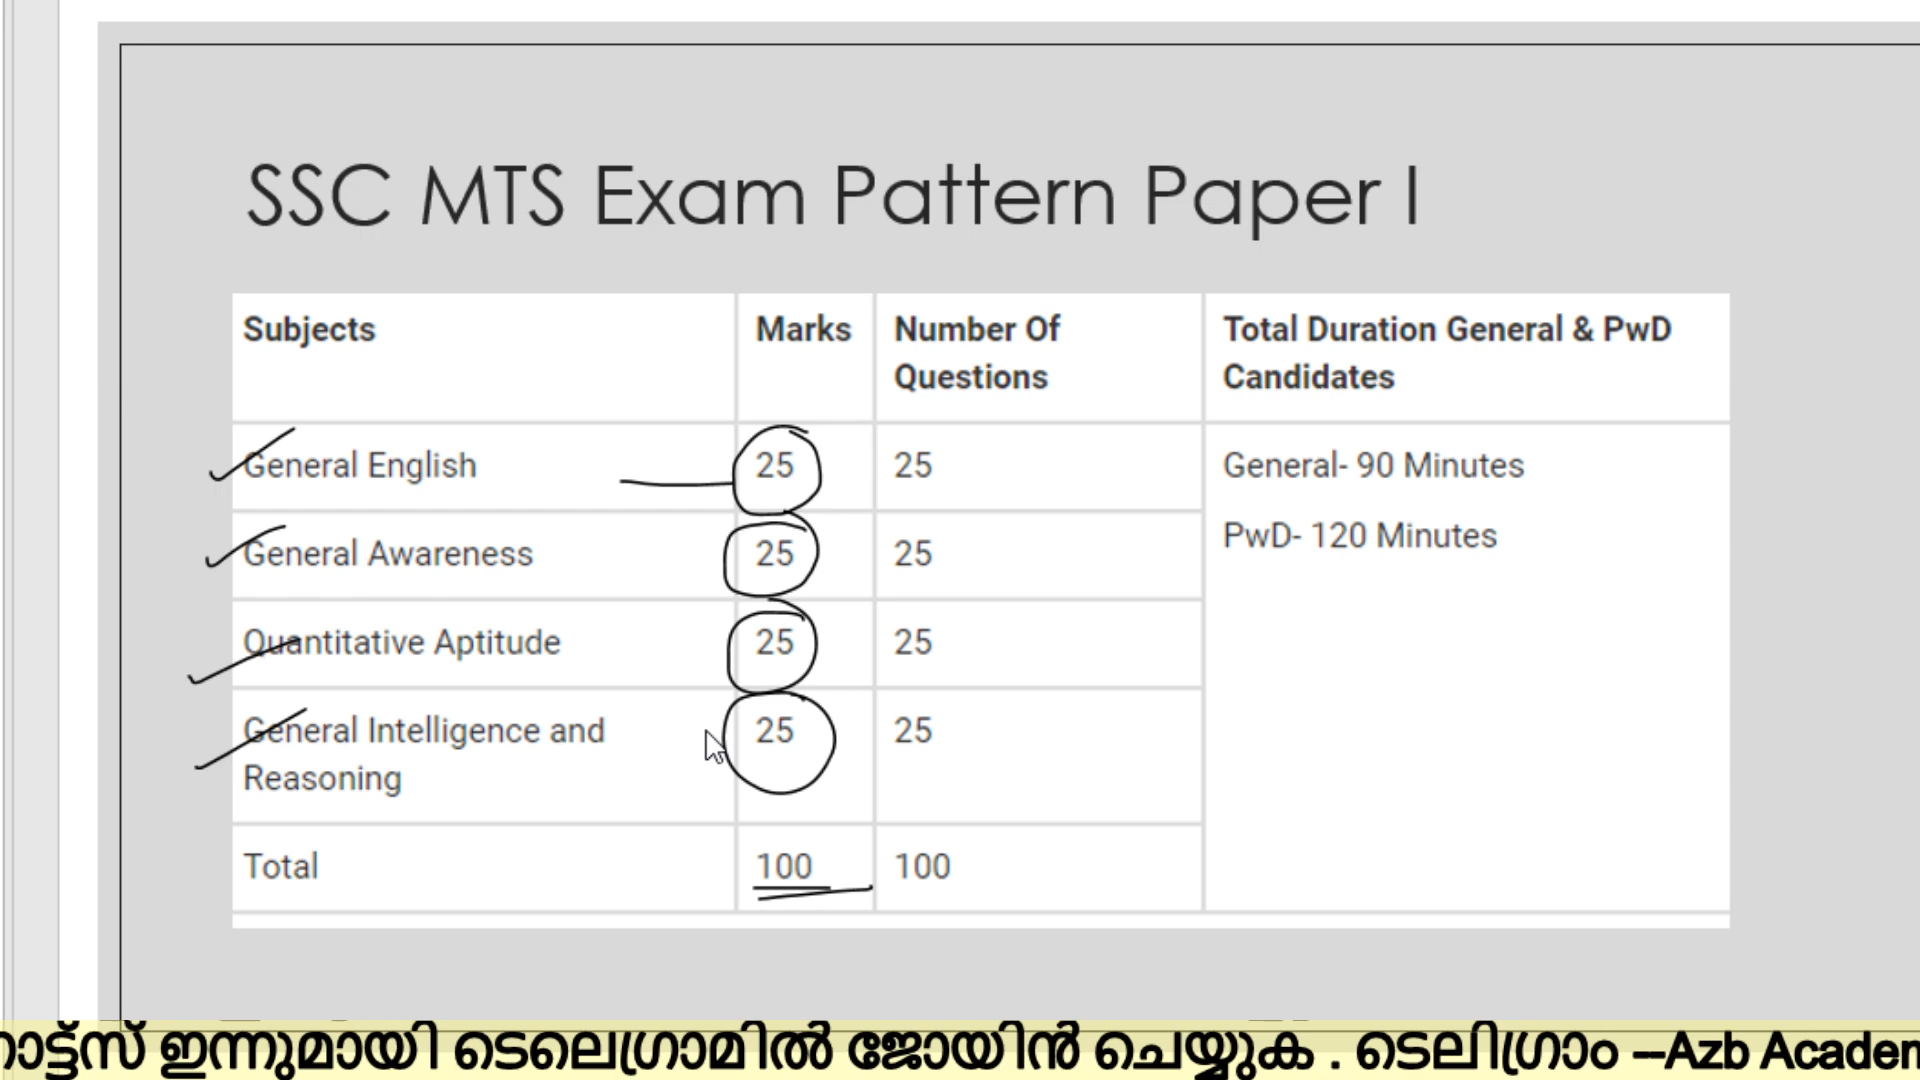 SSC MTS Exam Pattern Paper I
Subjects Marks Number Of Questions Total Duration General & PwD Candidates
General English 25 25 General- 90 Minutes
PwD- 120 Minutes
General Awareness 25 25
Quantitative Aptitude 25 25
General Intelligence and Reasoning 25 25
Total 100 100
ഇന്നുമായി ടെലെഗ്രാമിൽ ജോയിൻ ചെയ്യുക . ടെലിഗ്രാം –Azb